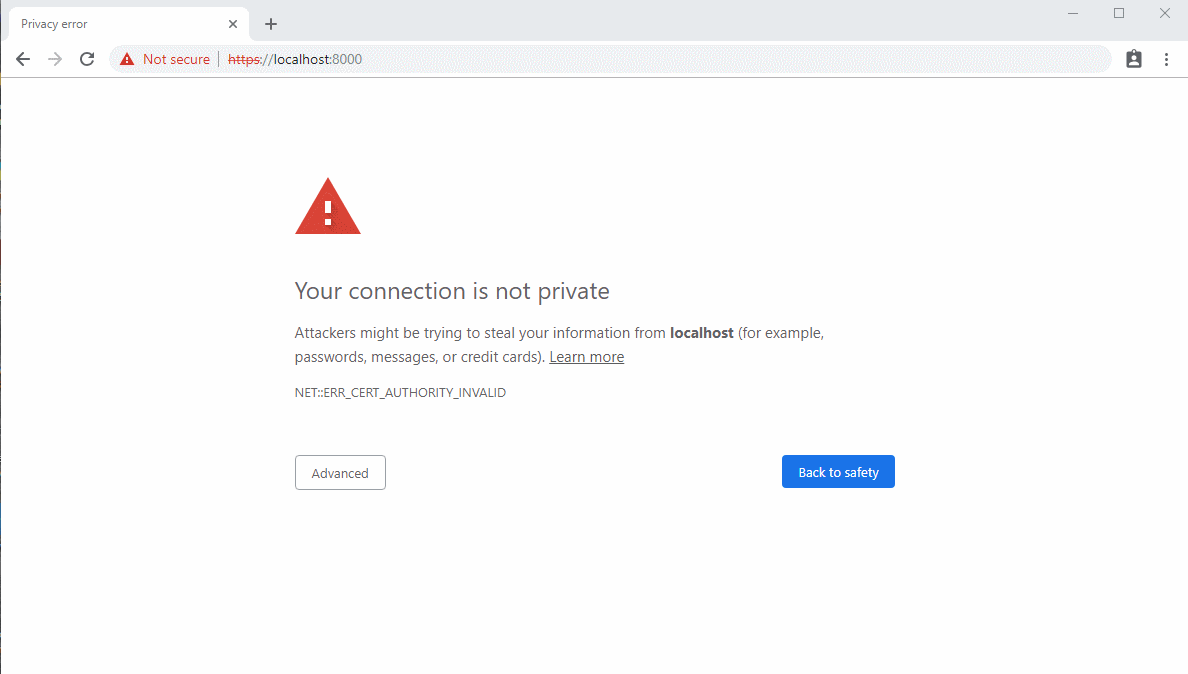 Privacy error
Not secure | https://localhost:8000
Your connection is not private
Attackers might be trying to steal your information from localhost (for example,
passwords, messages, or credit cards). Learn more
NET::ERR_CERT_AUTHORITY_INVALID
Advanced
Back to safety